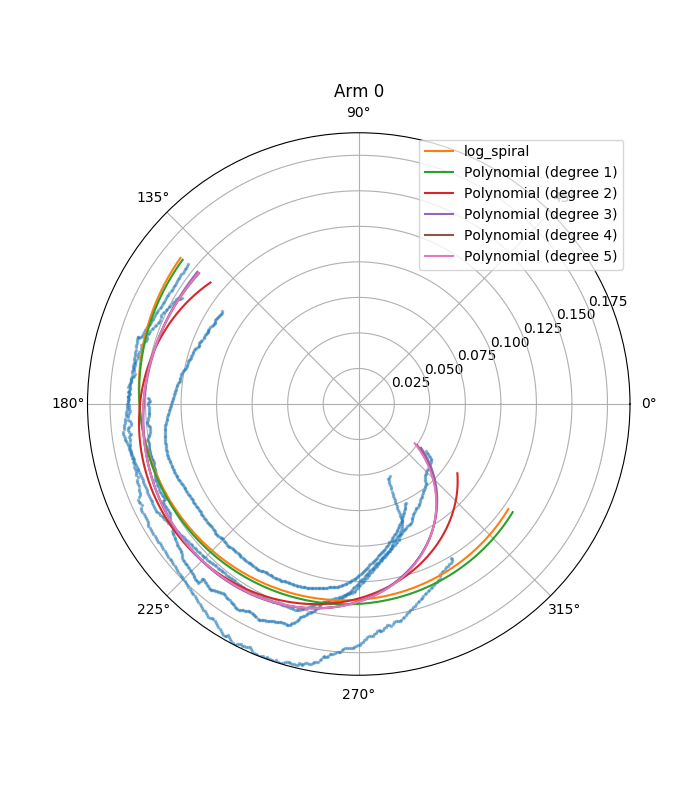 Arm 0
90°
log_spiral
Polynomial (degree 1)
Polynomial (degree 2)
Polynomial (degree 3)
Polynomial (degree 4)
Polynomial (degree 5)
135°
0.175
0.150
0.125
0.100
0.075
0.050
0.025
180°
0°
225°
315°
270°